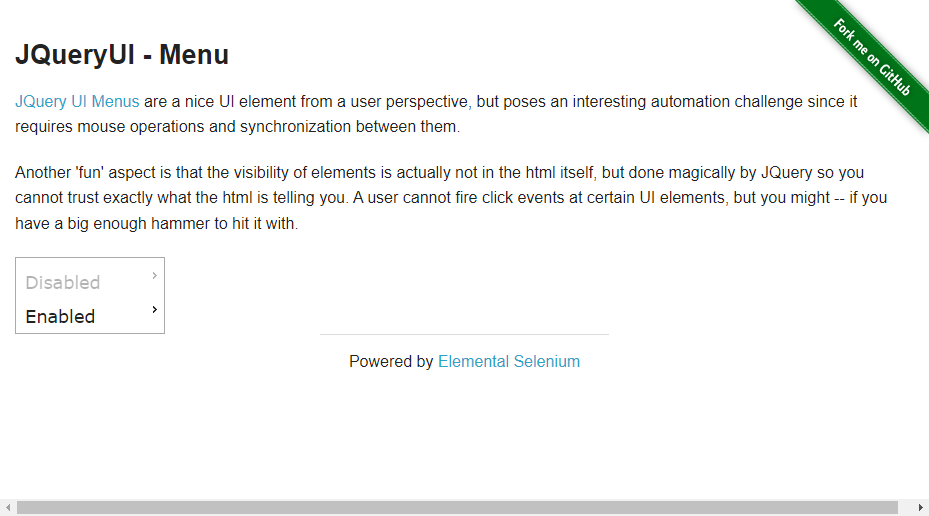 Fork me on GitHub
JQueryUI - Menu
JQuery UI Menus are a nice UI element from a user perspective, but poses an interesting automation challenge since it
requires mouse operations and synchronization between them.
Another 'fun' aspect is that the visibility of elements is actually not in the html itself, but done magically by JQuery so you
cannot trust exactly what the html is telling you. A user cannot fire click events at certain UI elements, but you might -- if you
have a big enough hammer to hit it with.
Disabled
Enabled
Powered by Elemental Selenium